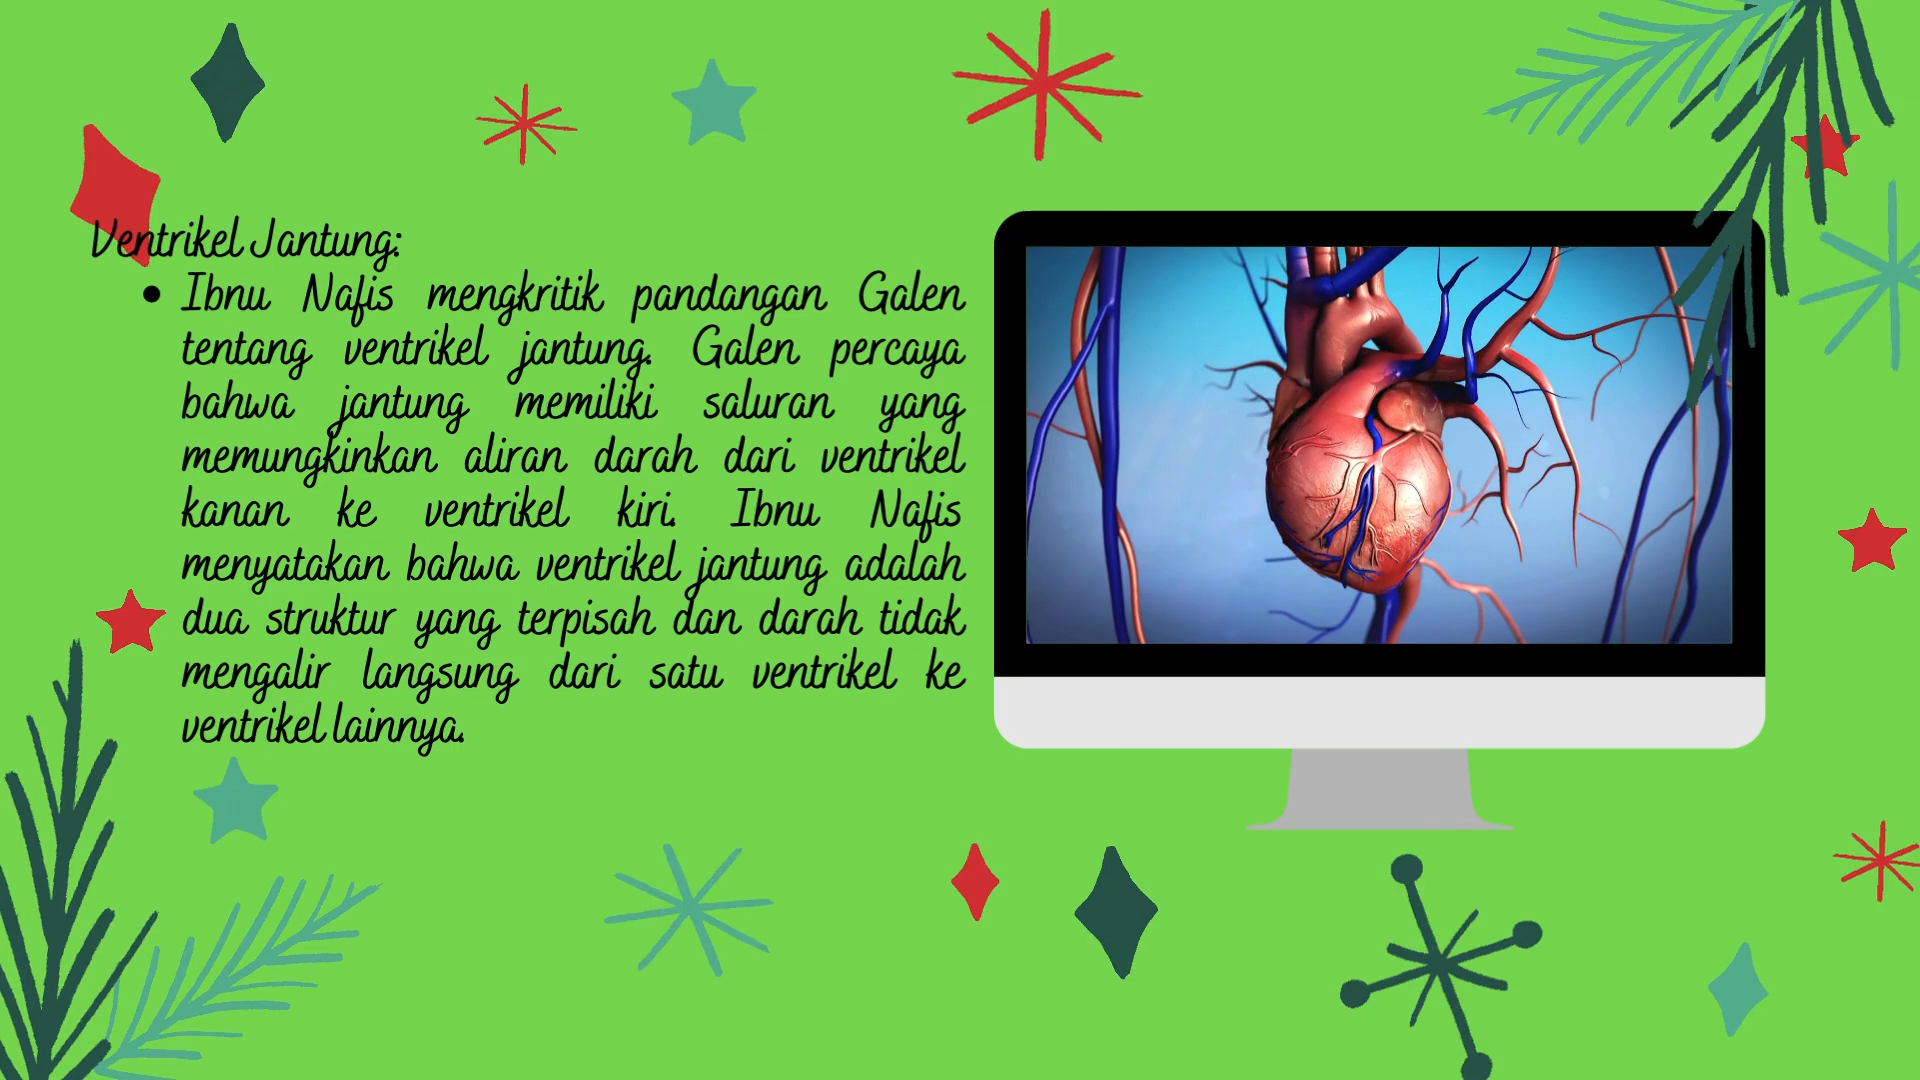 Ventrikel Jantung:
• Ibnu Nafis mengkritik pandangan Galen
tentang ventrikel jantung. Galen percaya
bahwa jantung memiliki saluran yang
memungkinkan aliran darah dari ventrikel
kanan ke ventrikel kiri. Ibnu Nafis
menyatakan bahwa ventrikel jantung adalah
dua struktur yang terpisah dan darah tidak
mengalir langsung dari satu ventrikel ke
ventrikel lainnya.